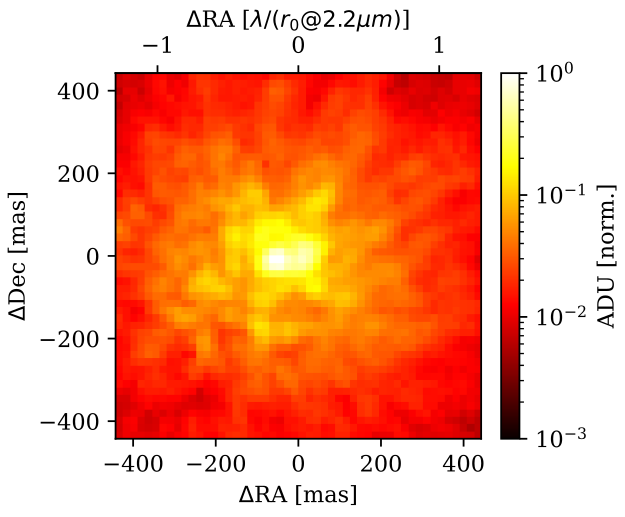 ΔRA [λ/(r₀@2.2μm)]
−1 0 1
400
200
0
−200
−400
ΔDec [mas]
−400 −200 0 200 400
ΔRA [mas]
10⁰
10⁻¹
10⁻²
10⁻³
ADU [norm.]